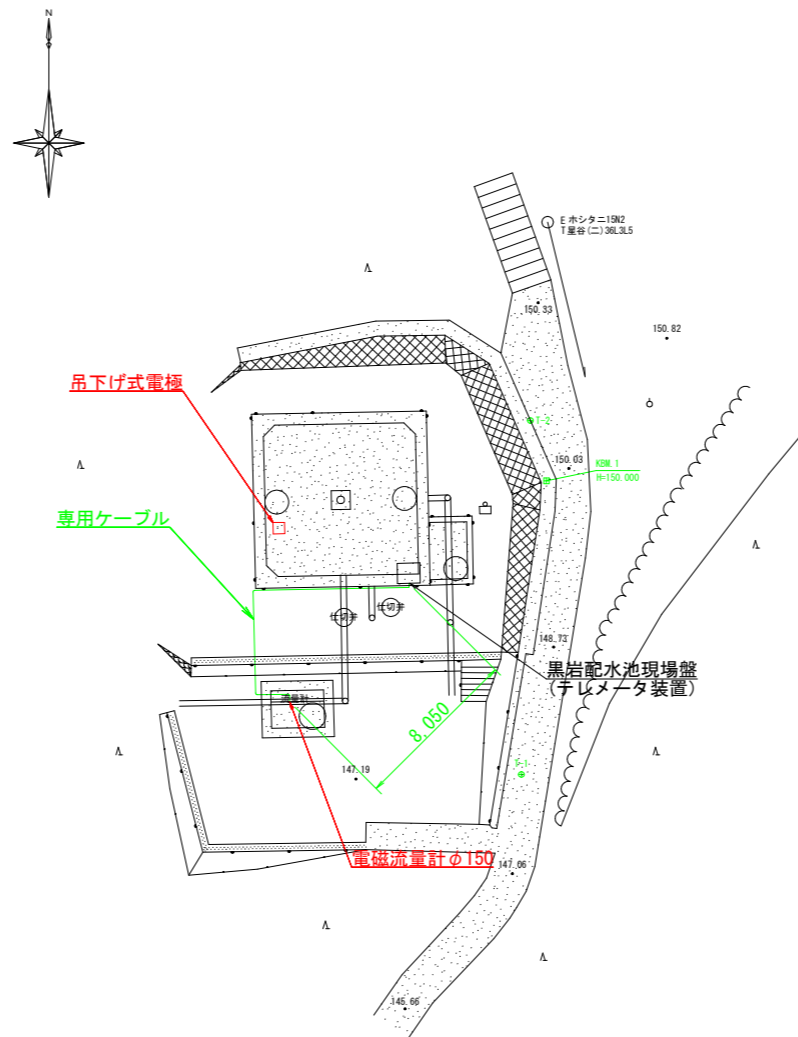 N
E ホシタニ15N2
T 星谷(二)36L3L5
150.33
150.82
吊下げ式電極
T-2
150.03
KBM.1
H=150.000
専用ケーブル
仕切弁
仕切弁
148.73
黒岩配水池現場盤
(テレメータ装置)
流量計
8,050
147.19
T-1
電磁流量計φ150
147.06
145.66